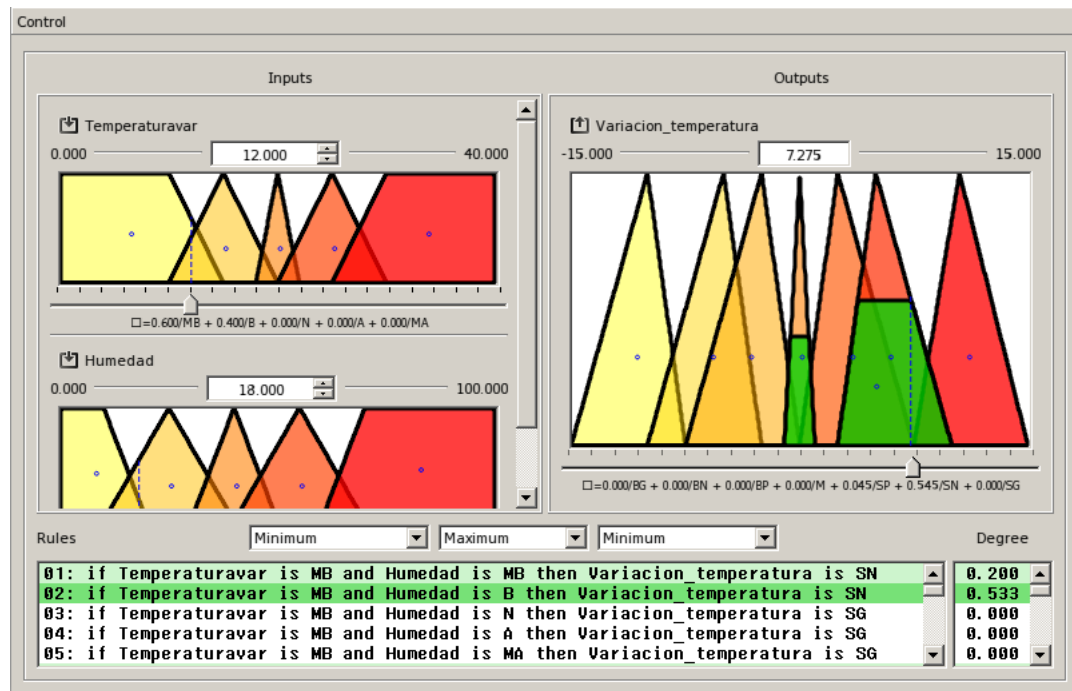 Control
Inputs
Temperaturavar
0.000 12.000 40.000
□=0.600/MB + 0.400/B + 0.000/N + 0.000/A + 0.000/MA
Humedad
0.000 18.000 100.000
Outputs
Variacion_temperatura
-15.000 7.275 15.000
□=0.000/BG + 0.000/BN + 0.000/BP + 0.000/M + 0.045/SP + 0.545/SN + 0.000/SG
Rules Minimum Maximum Minimum Degree
01: if Temperaturavar is MB and Humedad is MB then Variacion_temperatura is SN 0.200
02: if Temperaturavar is MB and Humedad is B then Variacion_temperatura is SN 0.533
03: if Temperaturavar is MB and Humedad is N then Variacion_temperatura is SG 0.000
04: if Temperaturavar is MB and Humedad is A then Variacion_temperatura is SG 0.000
05: if Temperaturavar is MB and Humedad is MA then Variacion_temperatura is SG 0.000